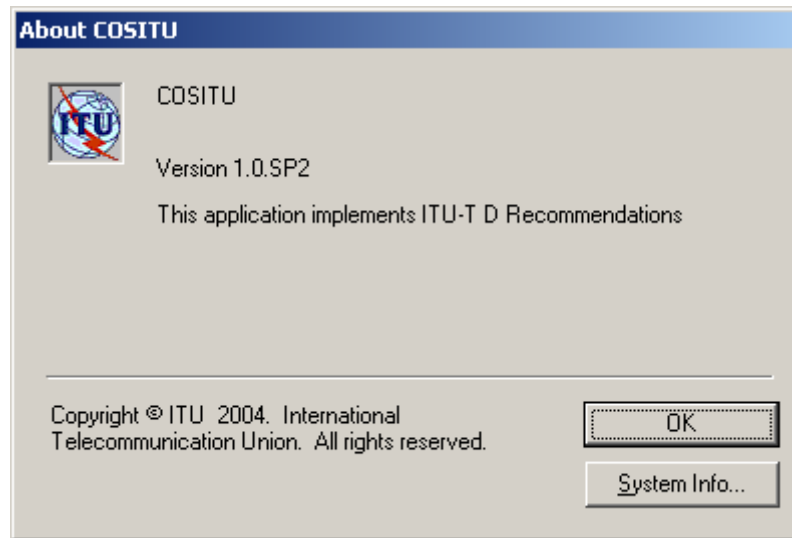 About COSITU
ITU
COSITU
Version 1.0.SP2
This application implements ITU-T D Recommendations
Copyright © ITU 2004. International
Telecommunication Union. All rights reserved.
OK
System Info...